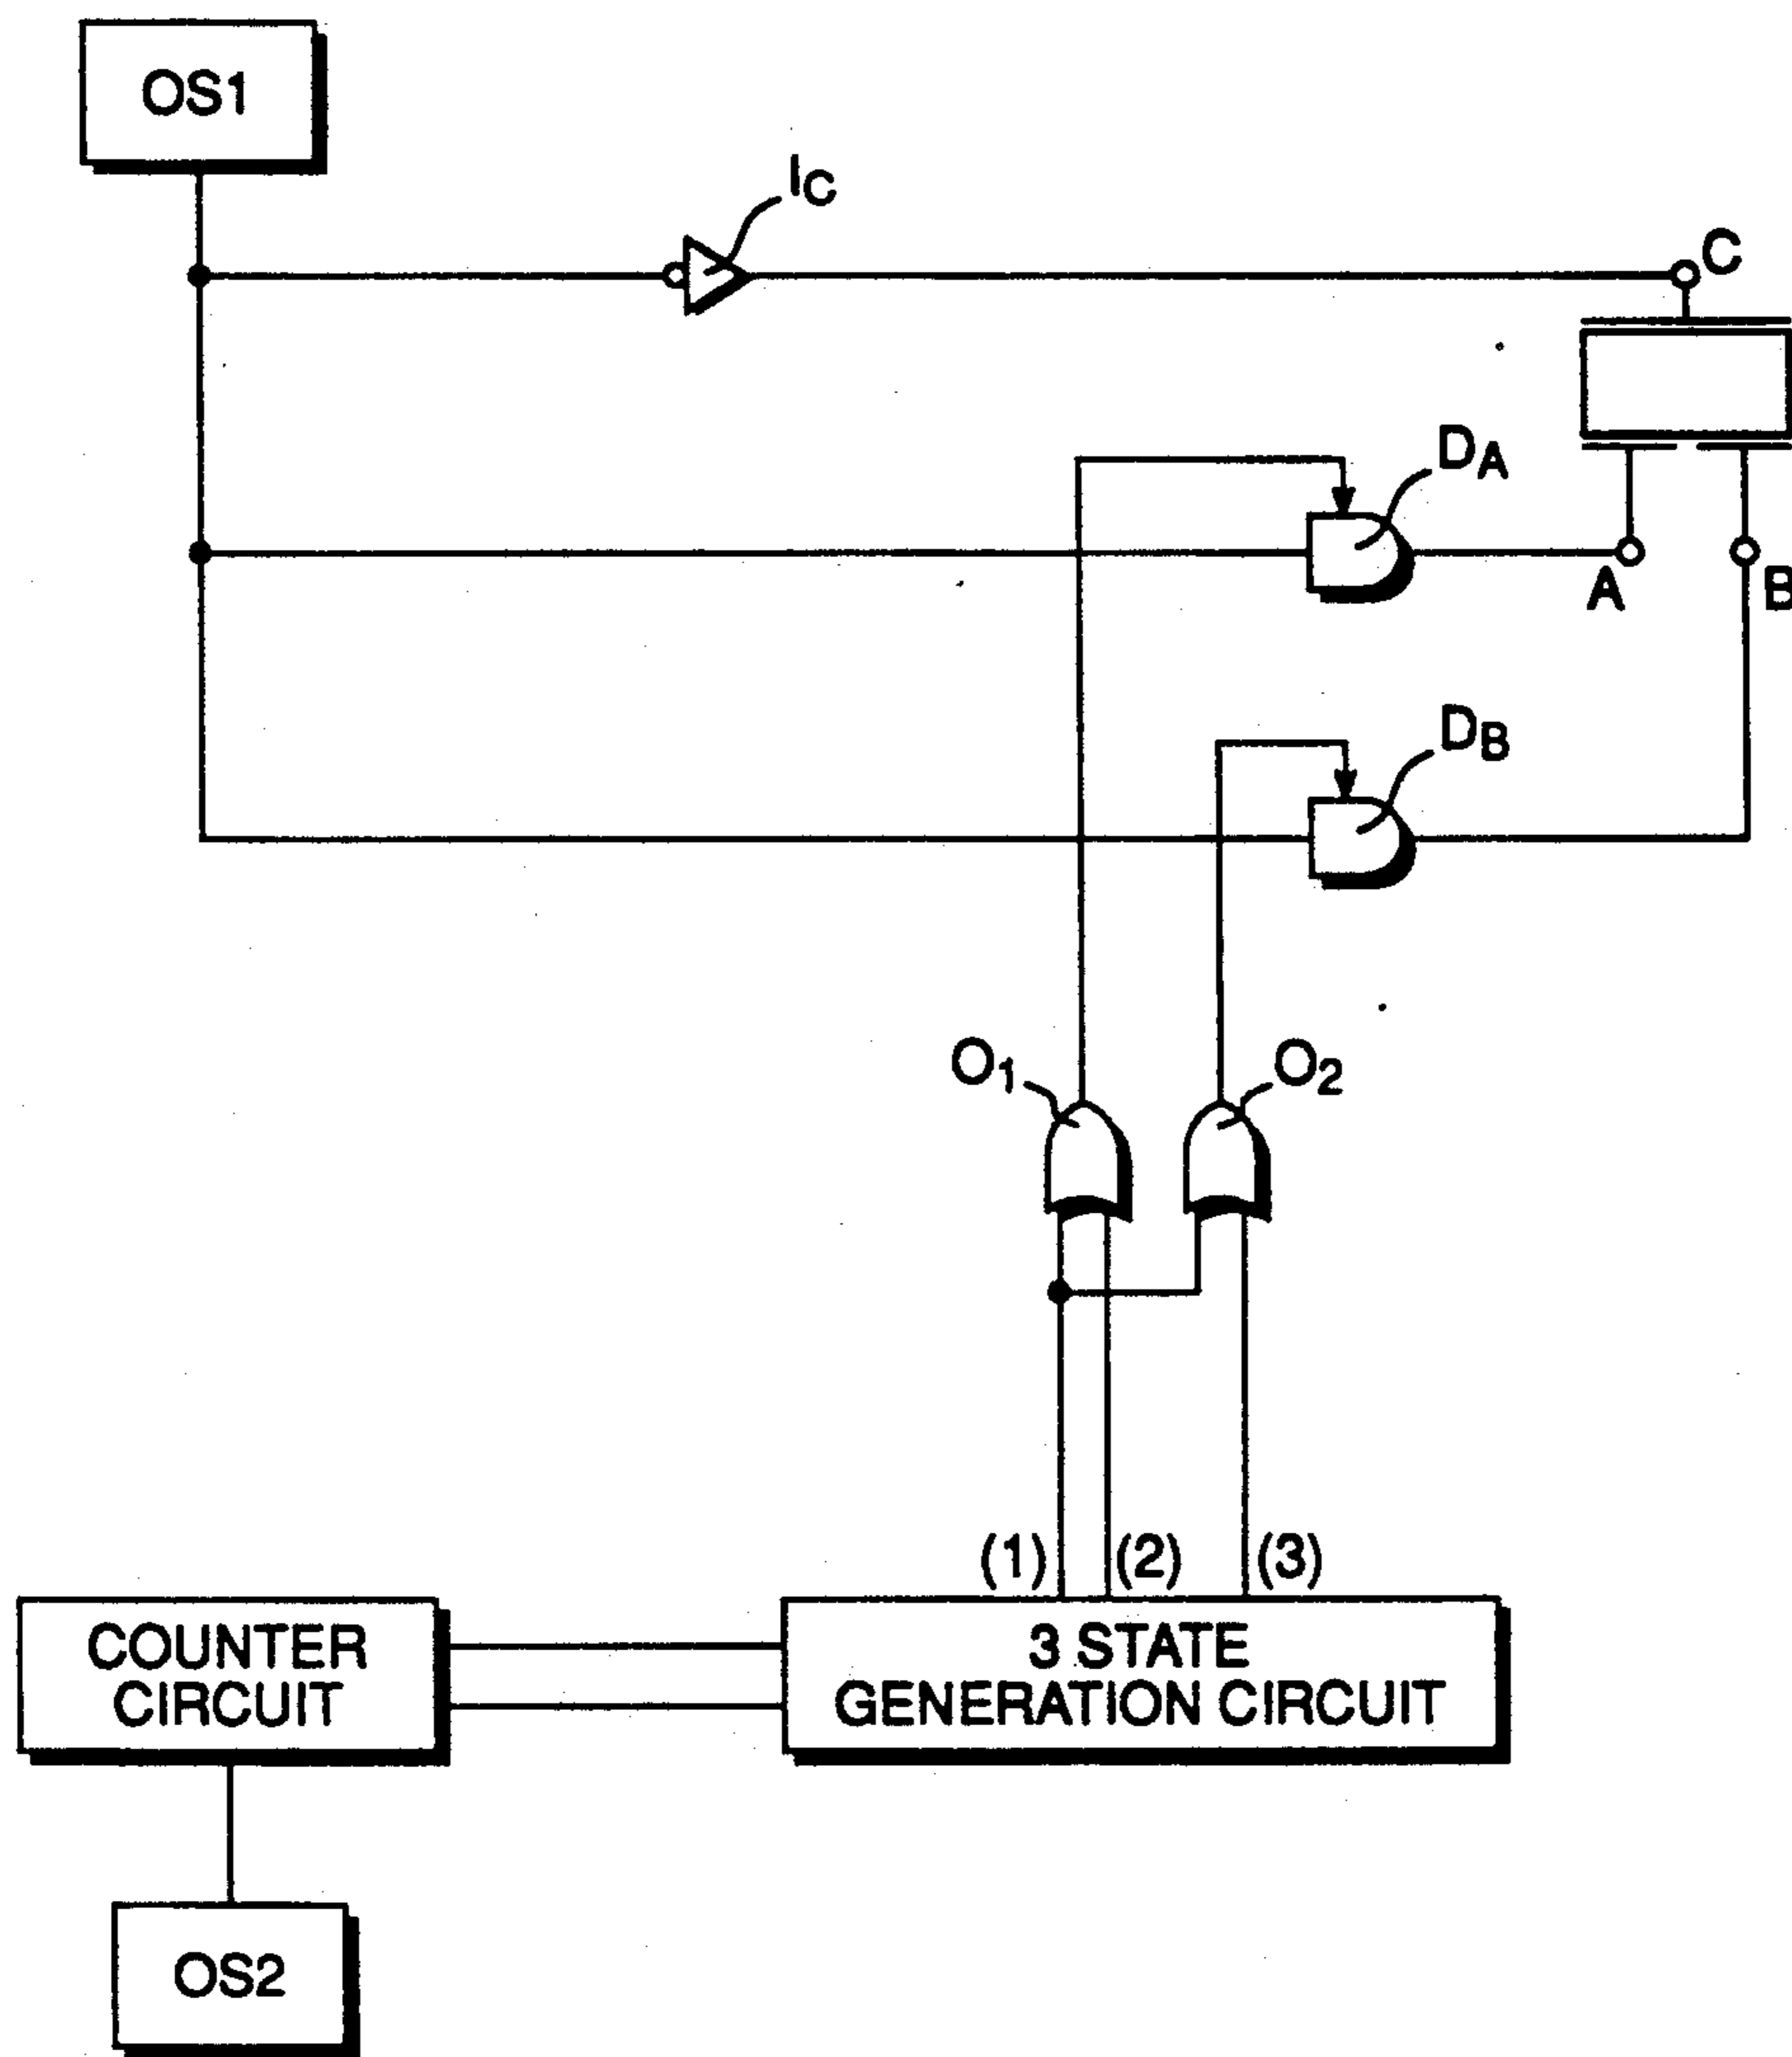 OS1
IC
C
DA
A
B
DB
O1
O2
(1)
(2)
(3)
COUNTER
CIRCUIT
3 STATE
GENERATION CIRCUIT
OS2